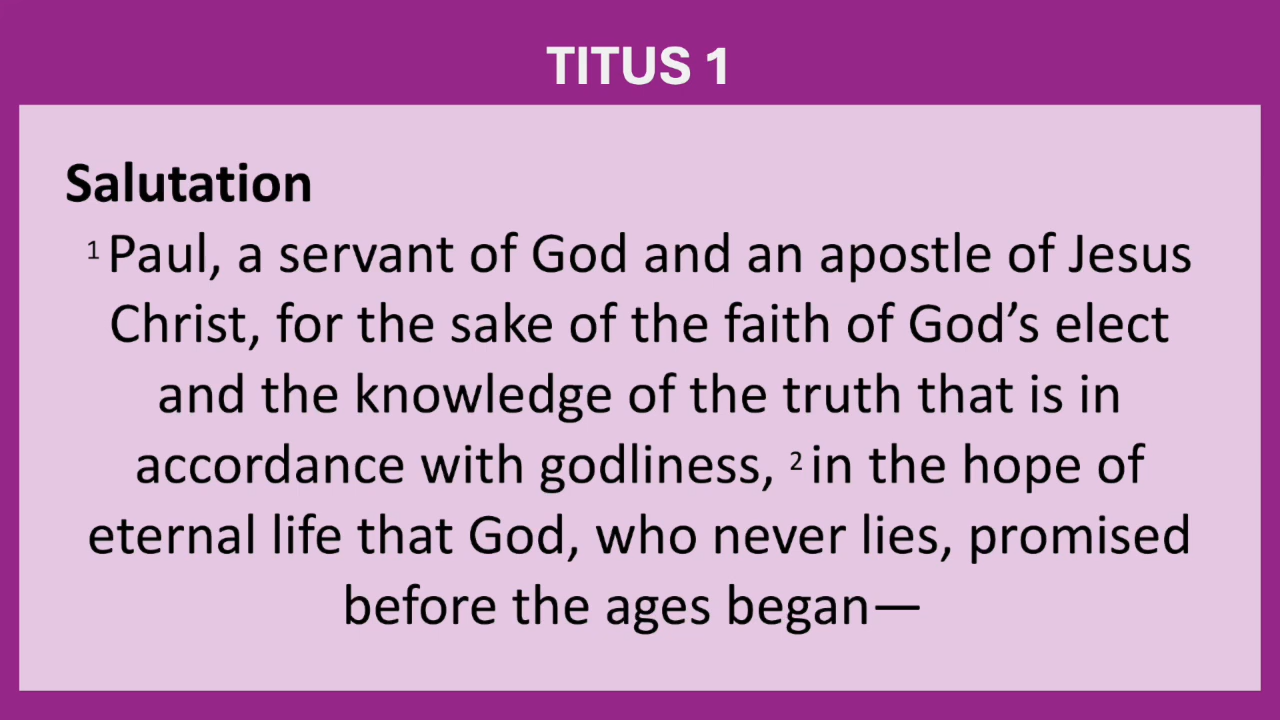 TITUS 1
Salutation
1 Paul, a servant of God and an apostle of Jesus
Christ, for the sake of the faith of God’s elect
and the knowledge of the truth that is in
accordance with godliness, 2 in the hope of
eternal life that God, who never lies, promised
before the ages began—